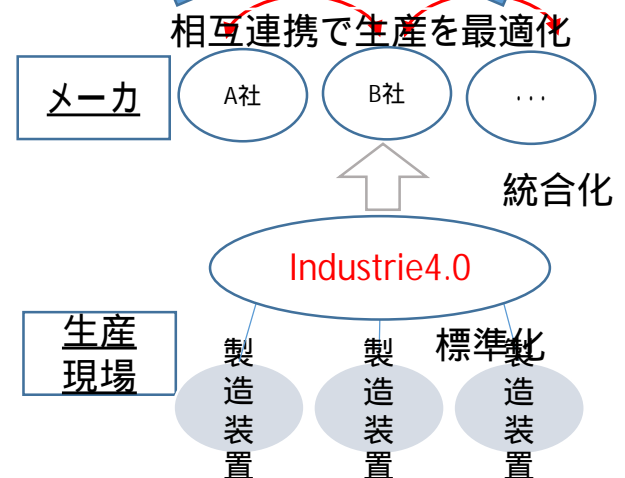 相互連携で生産を最適化
メーカ
A社
B社
...
統合化
Industrie4.0
生産
現場
標準化
製造装置
製造装置
製造装置